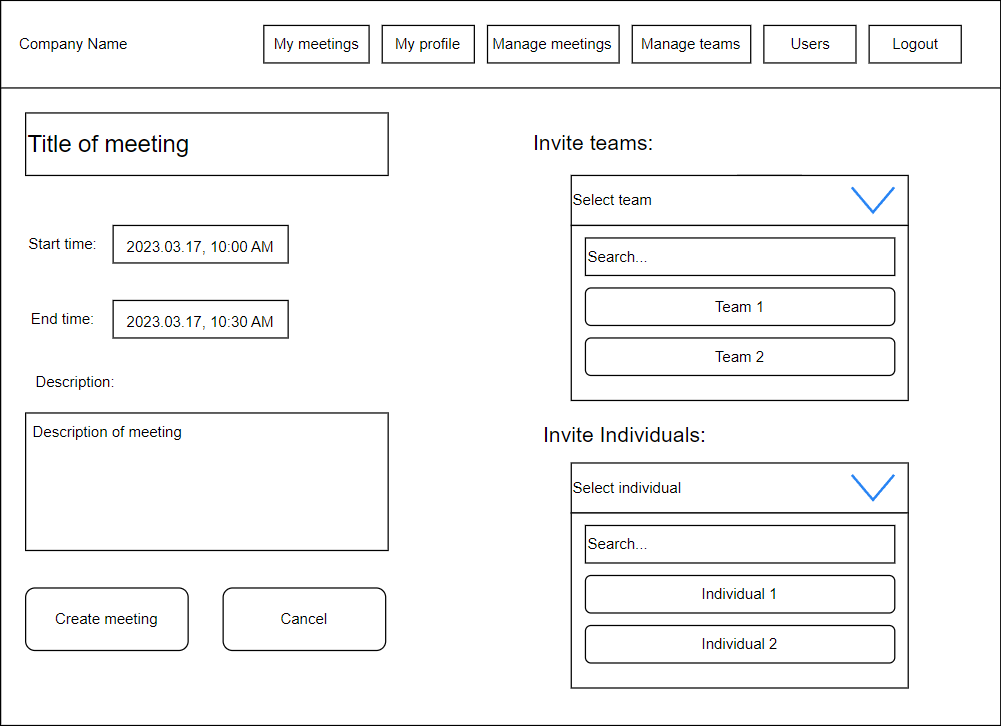 Company Name
My meetings
My profile
Manage meetings
Manage teams
Users
Logout
Title of meeting
Start time:
2023.03.17, 10:00 AM
End time:
2023.03.17, 10:30 AM
Description:
Description of meeting
Create meeting
Cancel
Invite teams:
Select team
Search...
Team 1
Team 2
Invite Individuals:
Select individual
Search...
Individual 1
Individual 2